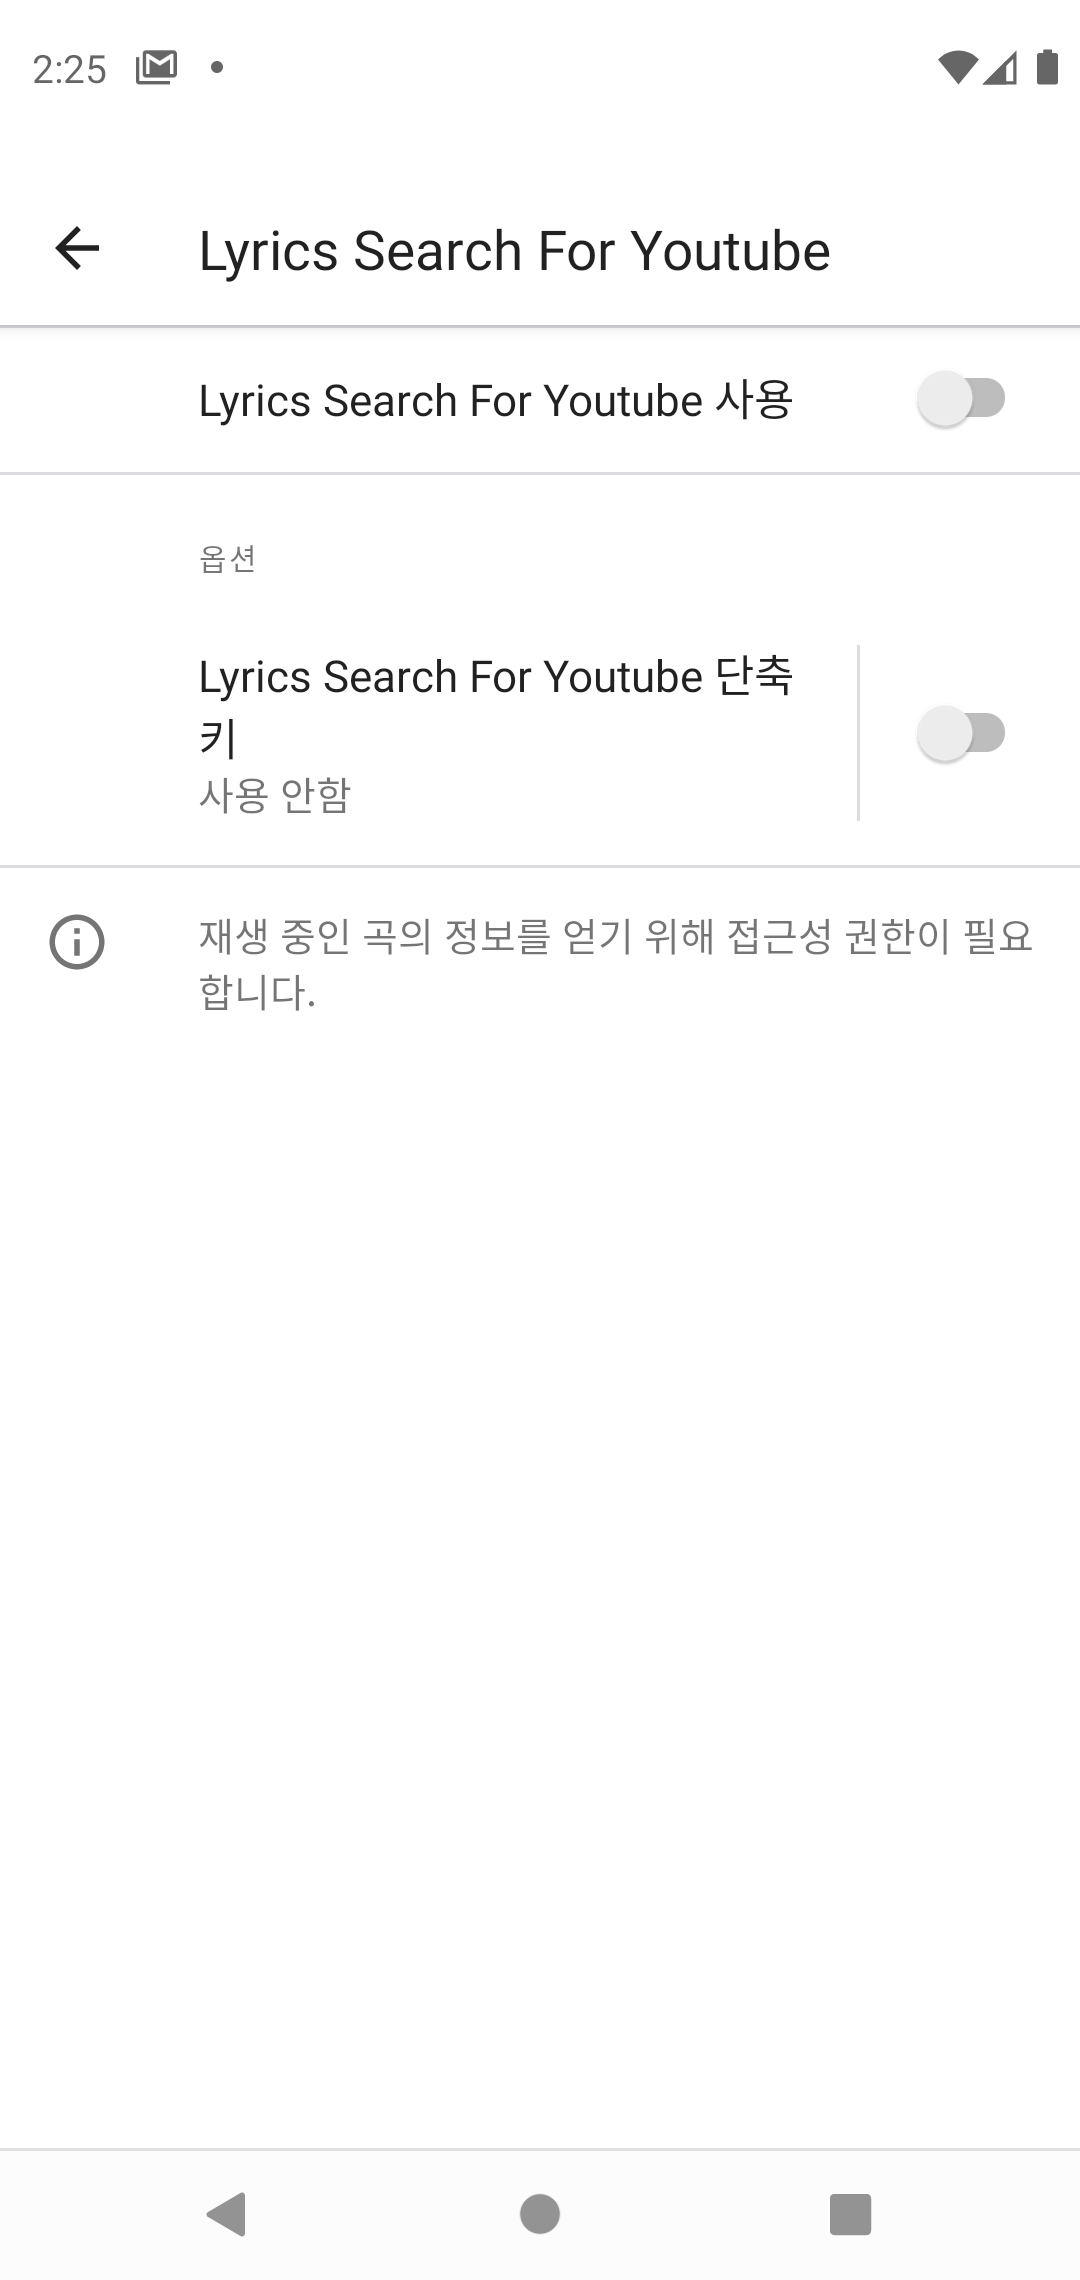 2:25
Lyrics Search For Youtube
Lyrics Search For Youtube 사용
옵션
Lyrics Search For Youtube 단축
키
사용 안함
재생 중인 곡의 정보를 얻기 위해 접근성 권한이 필요
합니다.